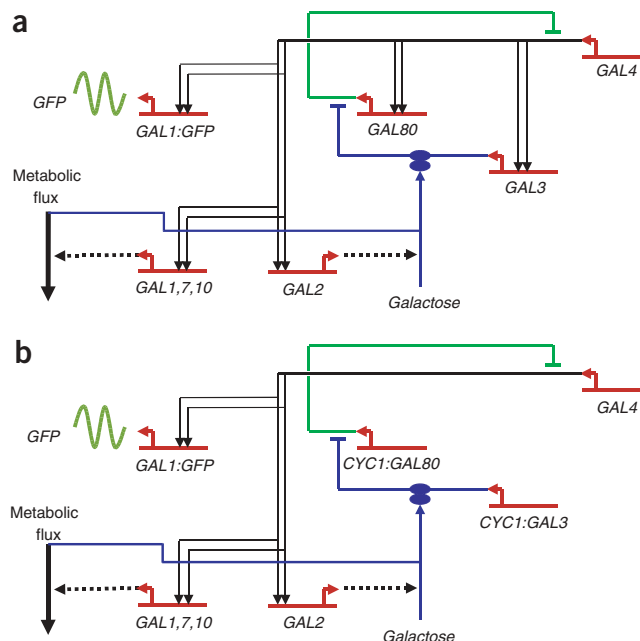 a
GAL4
GFP
GAL1:GFP
GAL80
GAL3
Metabolic
flux
GAL1,7,10
GAL2
Galactose
b
GAL4
GFP
GAL1:GFP
CYC1:GAL80
CYC1:GAL3
Metabolic
flux
GAL1,7,10
GAL2
Galactose